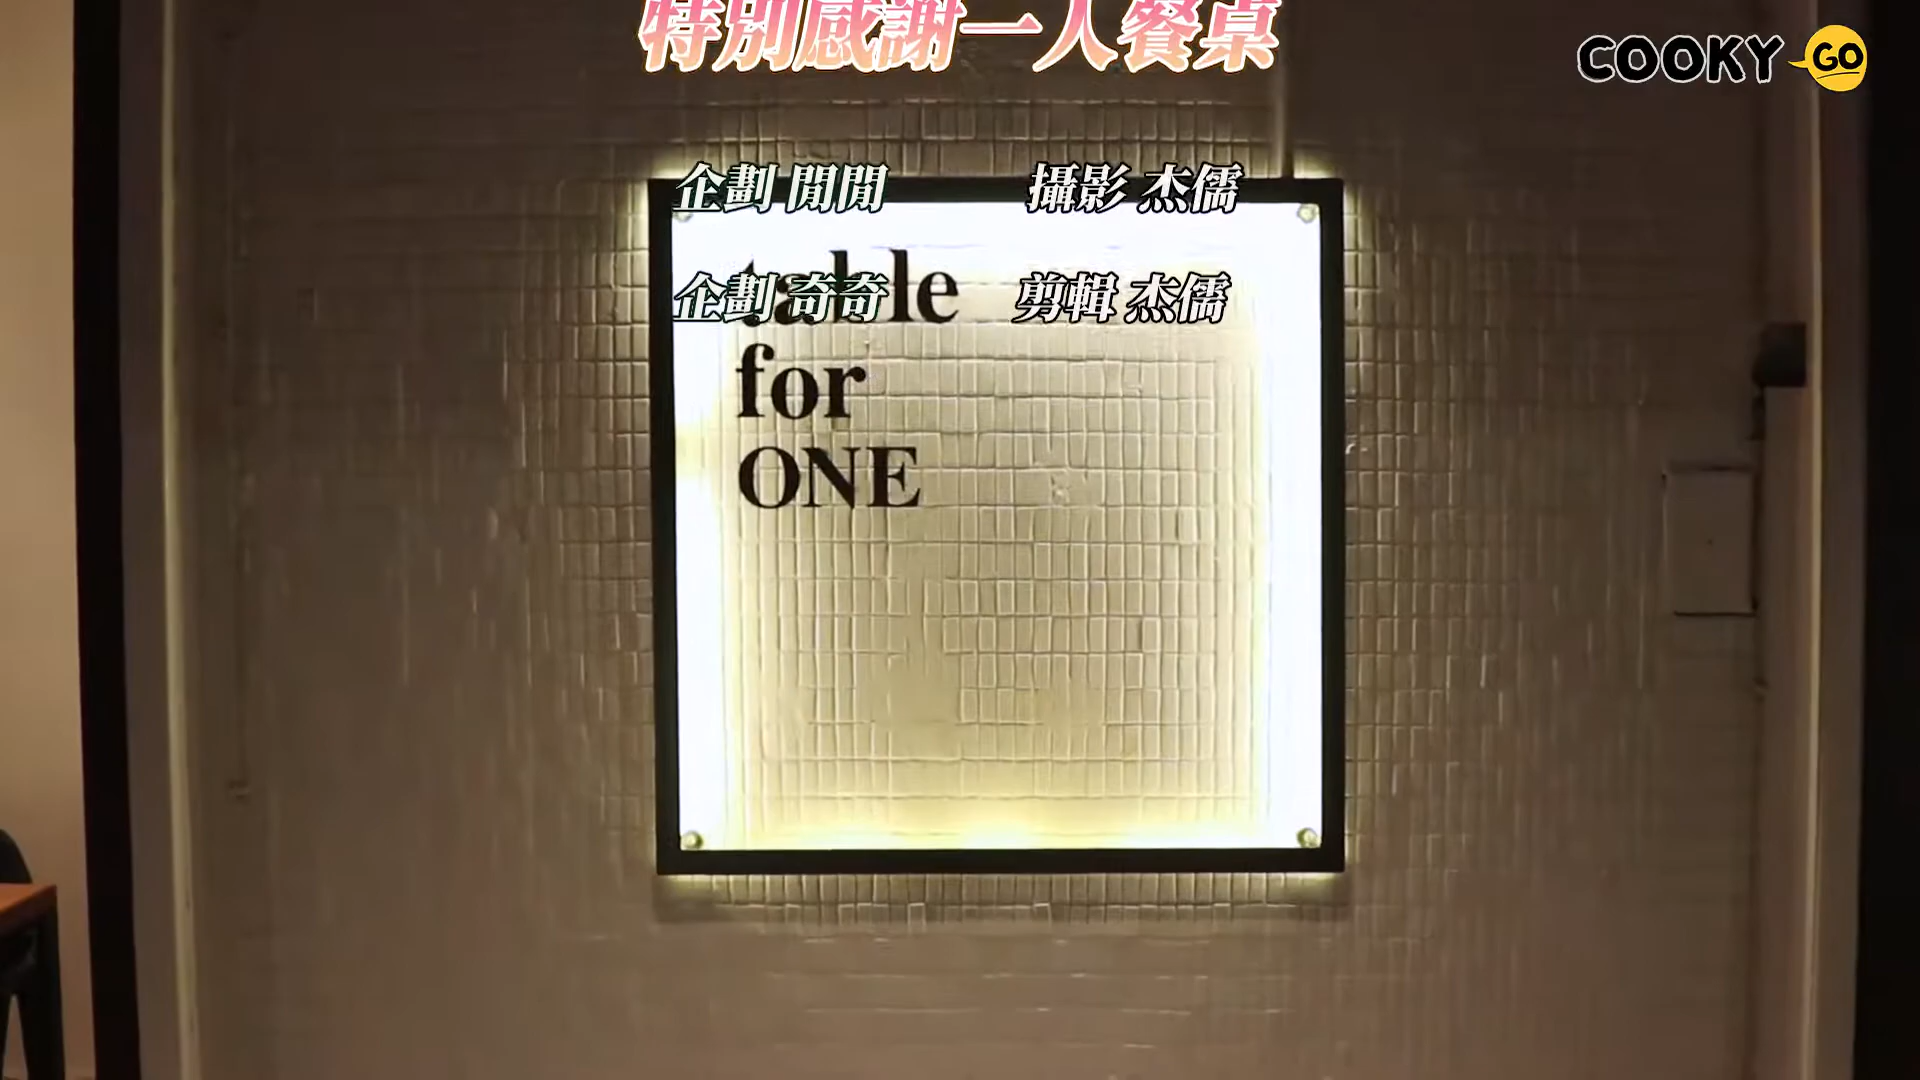 特別感謝一人餐桌
COOKY GO
企劃 閒閒
攝影 杰儒
企劃 奇奇
剪輯 杰儒
table
for
ONE